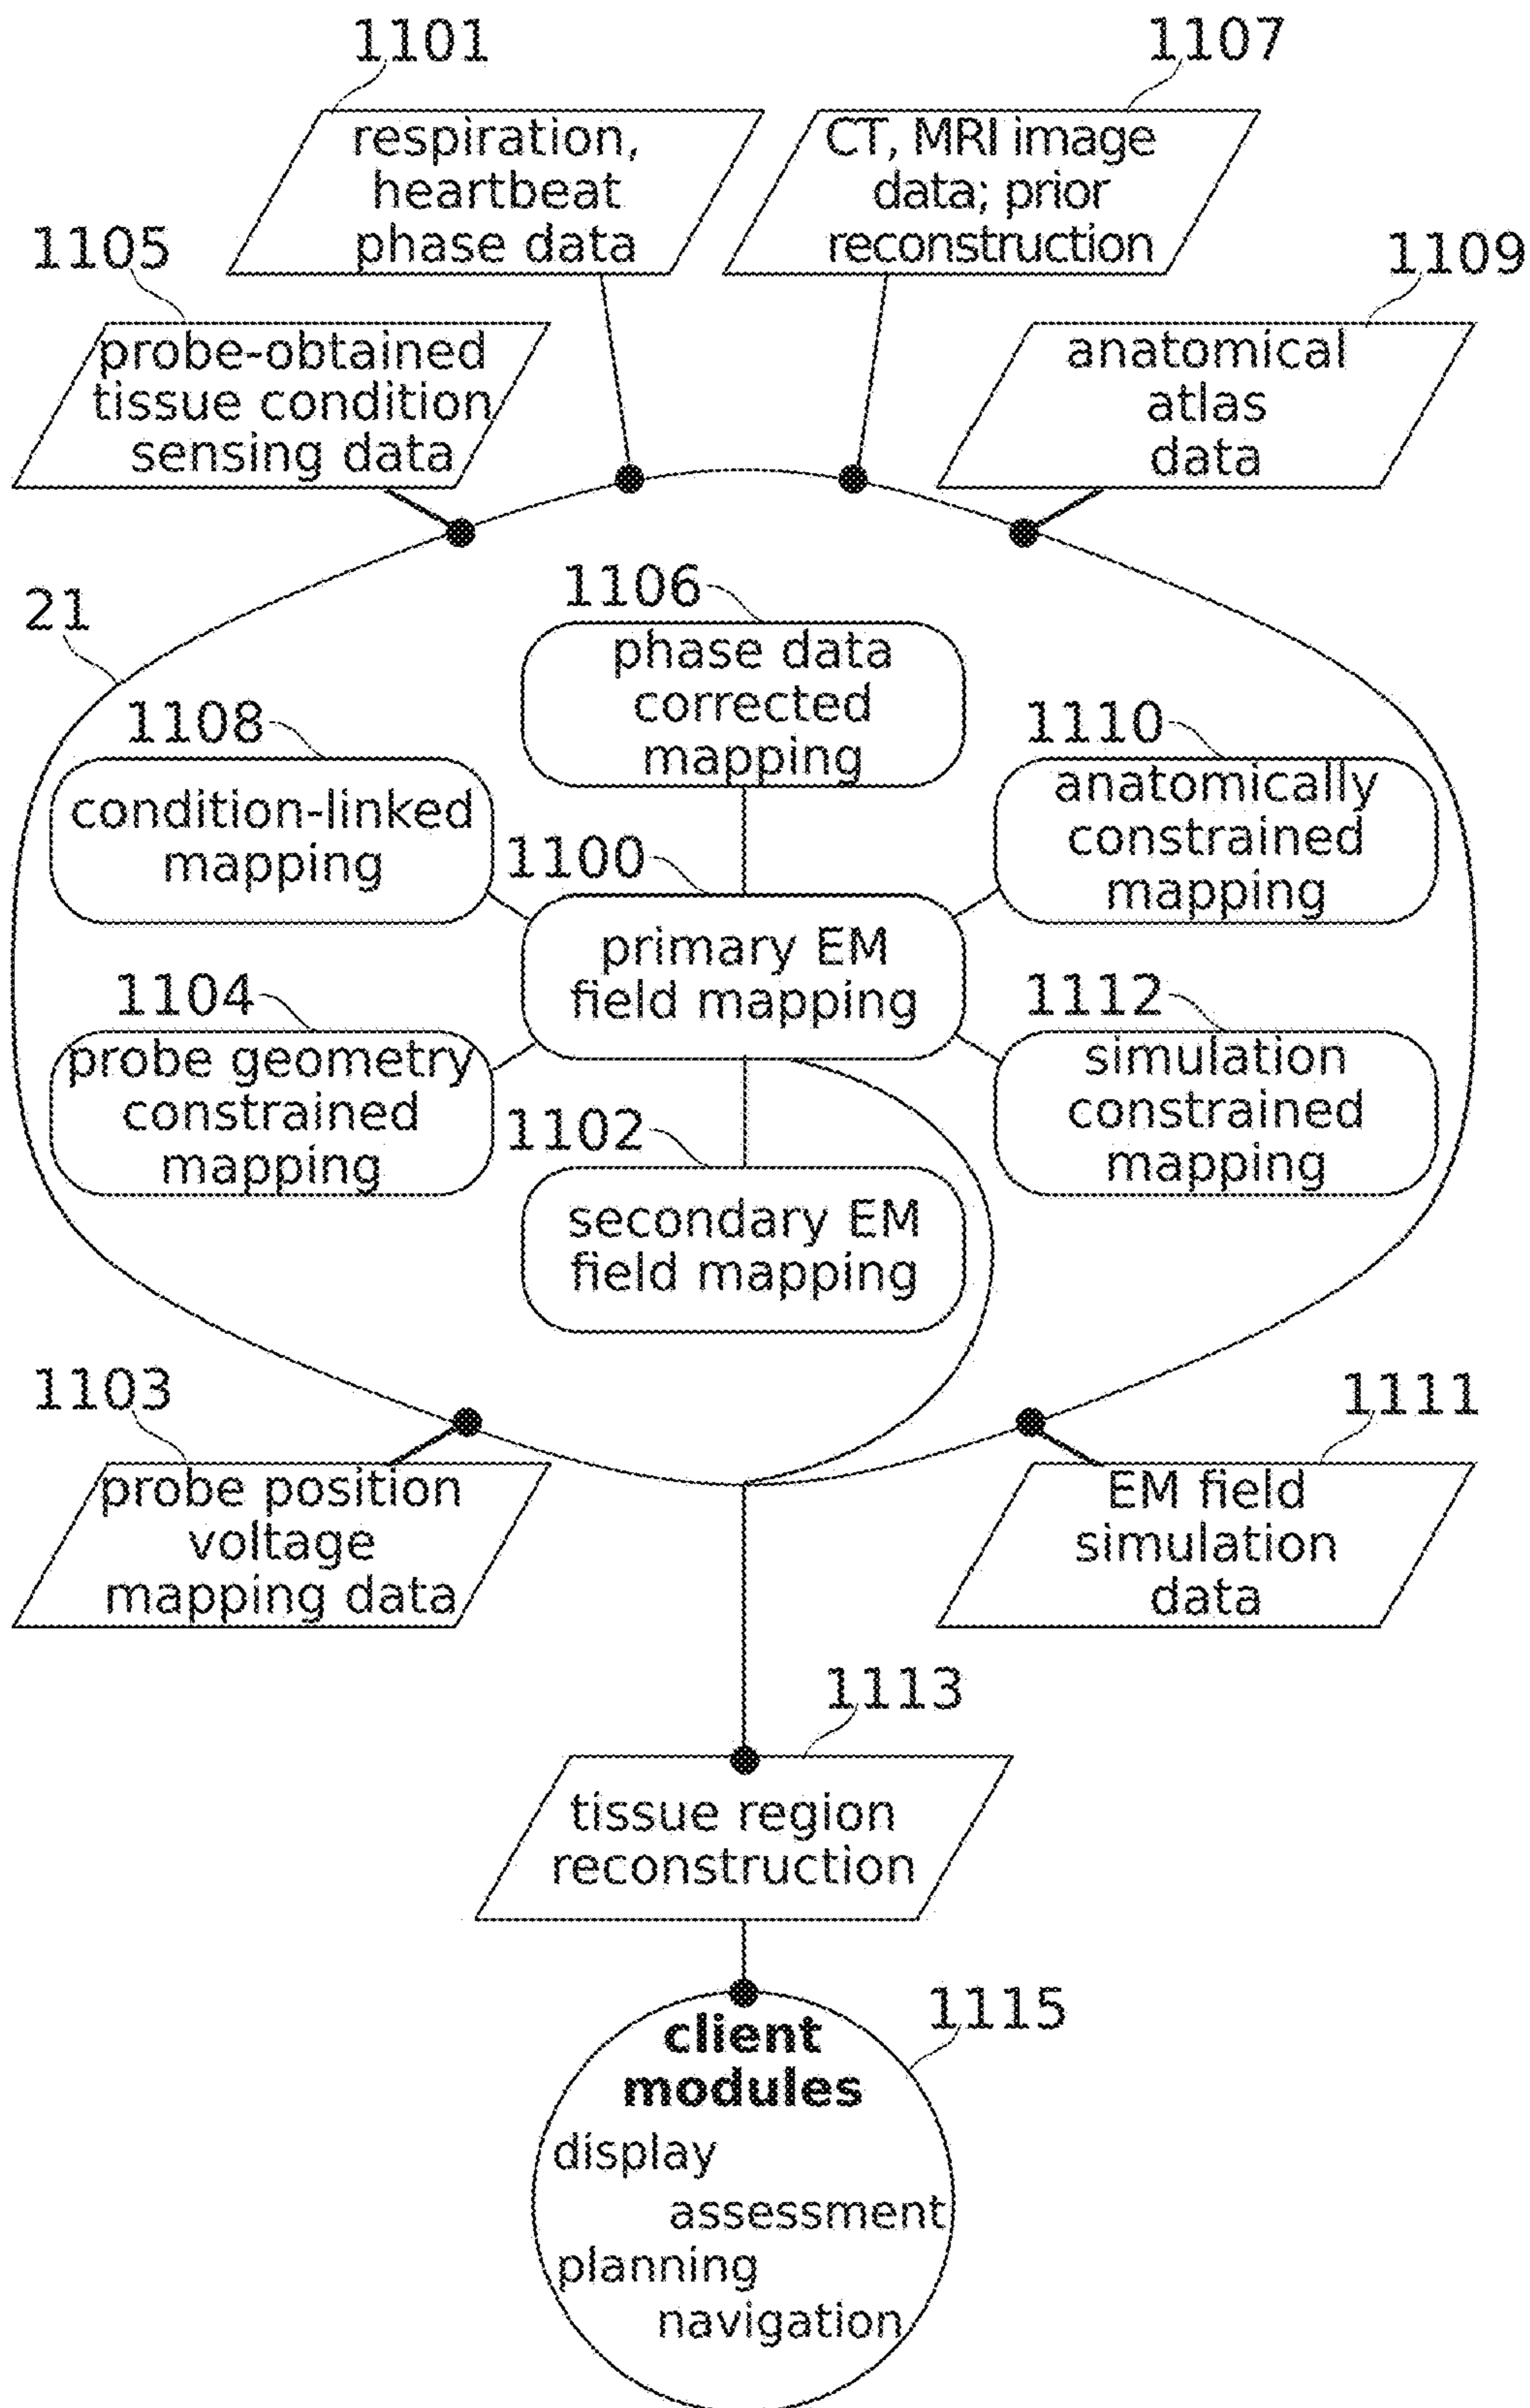 1101
1107
respiration,
heartbeat
phase data
CT, MRI image
data; prior
reconstruction
1105
1109
probe-obtained
tissue condition
sensing data
anatomical
atlas
data
21
1106
phase data
corrected
mapping
1108
condition-linked
mapping
1110
anatomically
constrained
mapping
1100
primary EM
field mapping
1104
probe geometry
constrained
mapping
1112
simulation
constrained
mapping
1102
secondary EM
field mapping
1103
probe position
voltage
mapping data
1111
EM field
simulation
data
1113
tissue region
reconstruction
1115
client
modules
display
assessment
planning
navigation